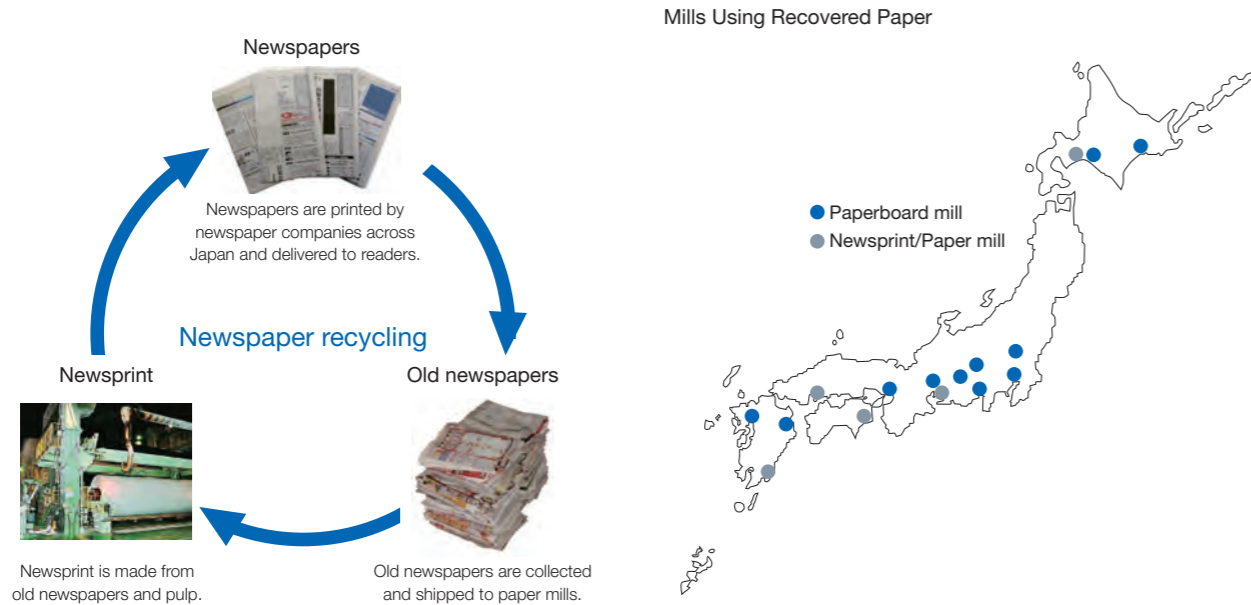 Mills Using Recovered Paper
Newspapers
Newspapers are printed by
newspaper companies across
Japan and delivered to readers.
Newspaper recycling
Newsprint
Old newspapers
Newsprint is made from
old newspapers and pulp.
Old newspapers are collected
and shipped to paper mills.
Paperboard mill
Newsprint/Paper mill